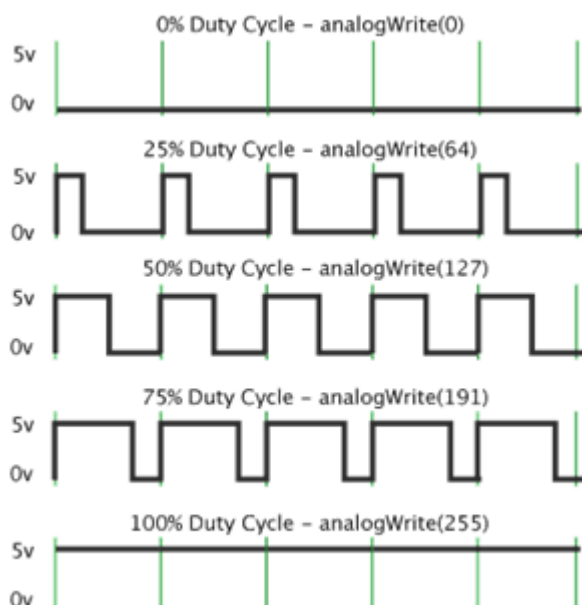 0% Duty Cycle – analogWrite(0)
5v
0v
25% Duty Cycle – analogWrite(64)
5v
0v
50% Duty Cycle – analogWrite(127)
5v
0v
75% Duty Cycle – analogWrite(191)
5v
0v
100% Duty Cycle – analogWrite(255)
5v
0v